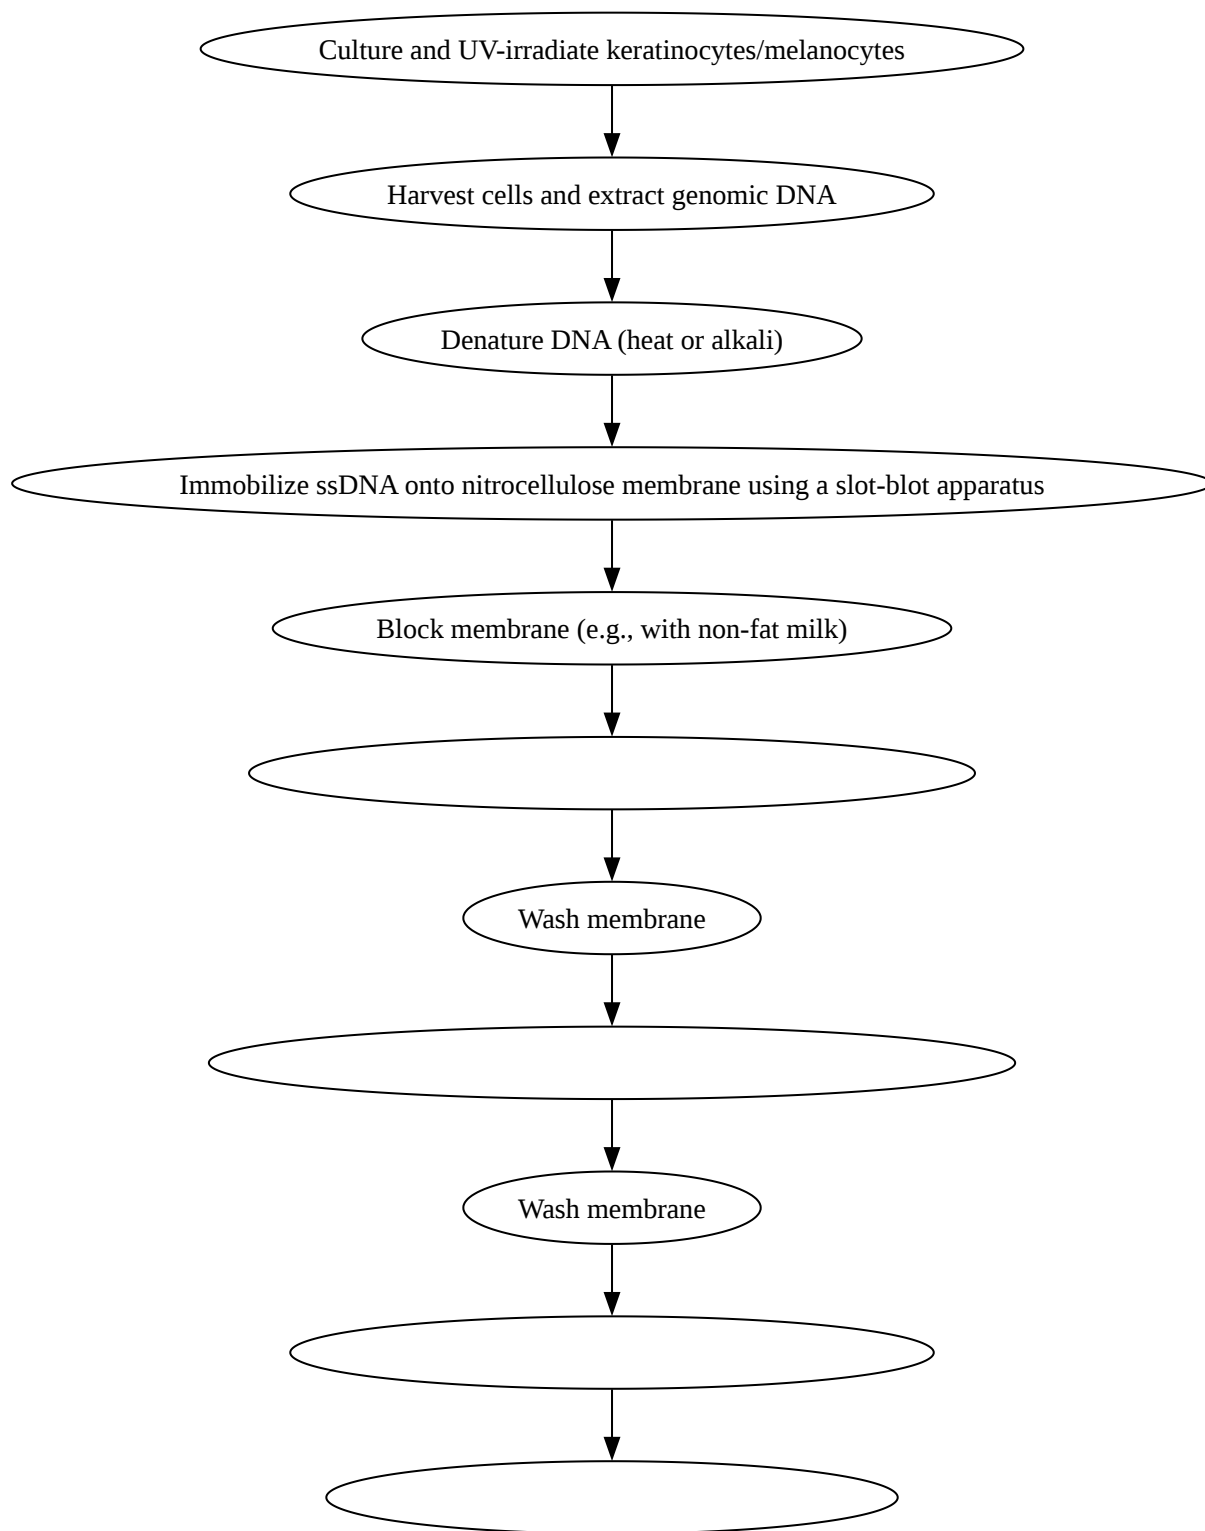 Culture and UV-irradiate keratinocytes/melanocytes
Harvest cells and extract genomic DNA
Denature DNA (heat or alkali)
Immobilize ssDNA onto nitrocellulose membrane using a slot-blot apparatus
Block membrane (e.g., with non-fat milk)
Wash membrane
Wash membrane